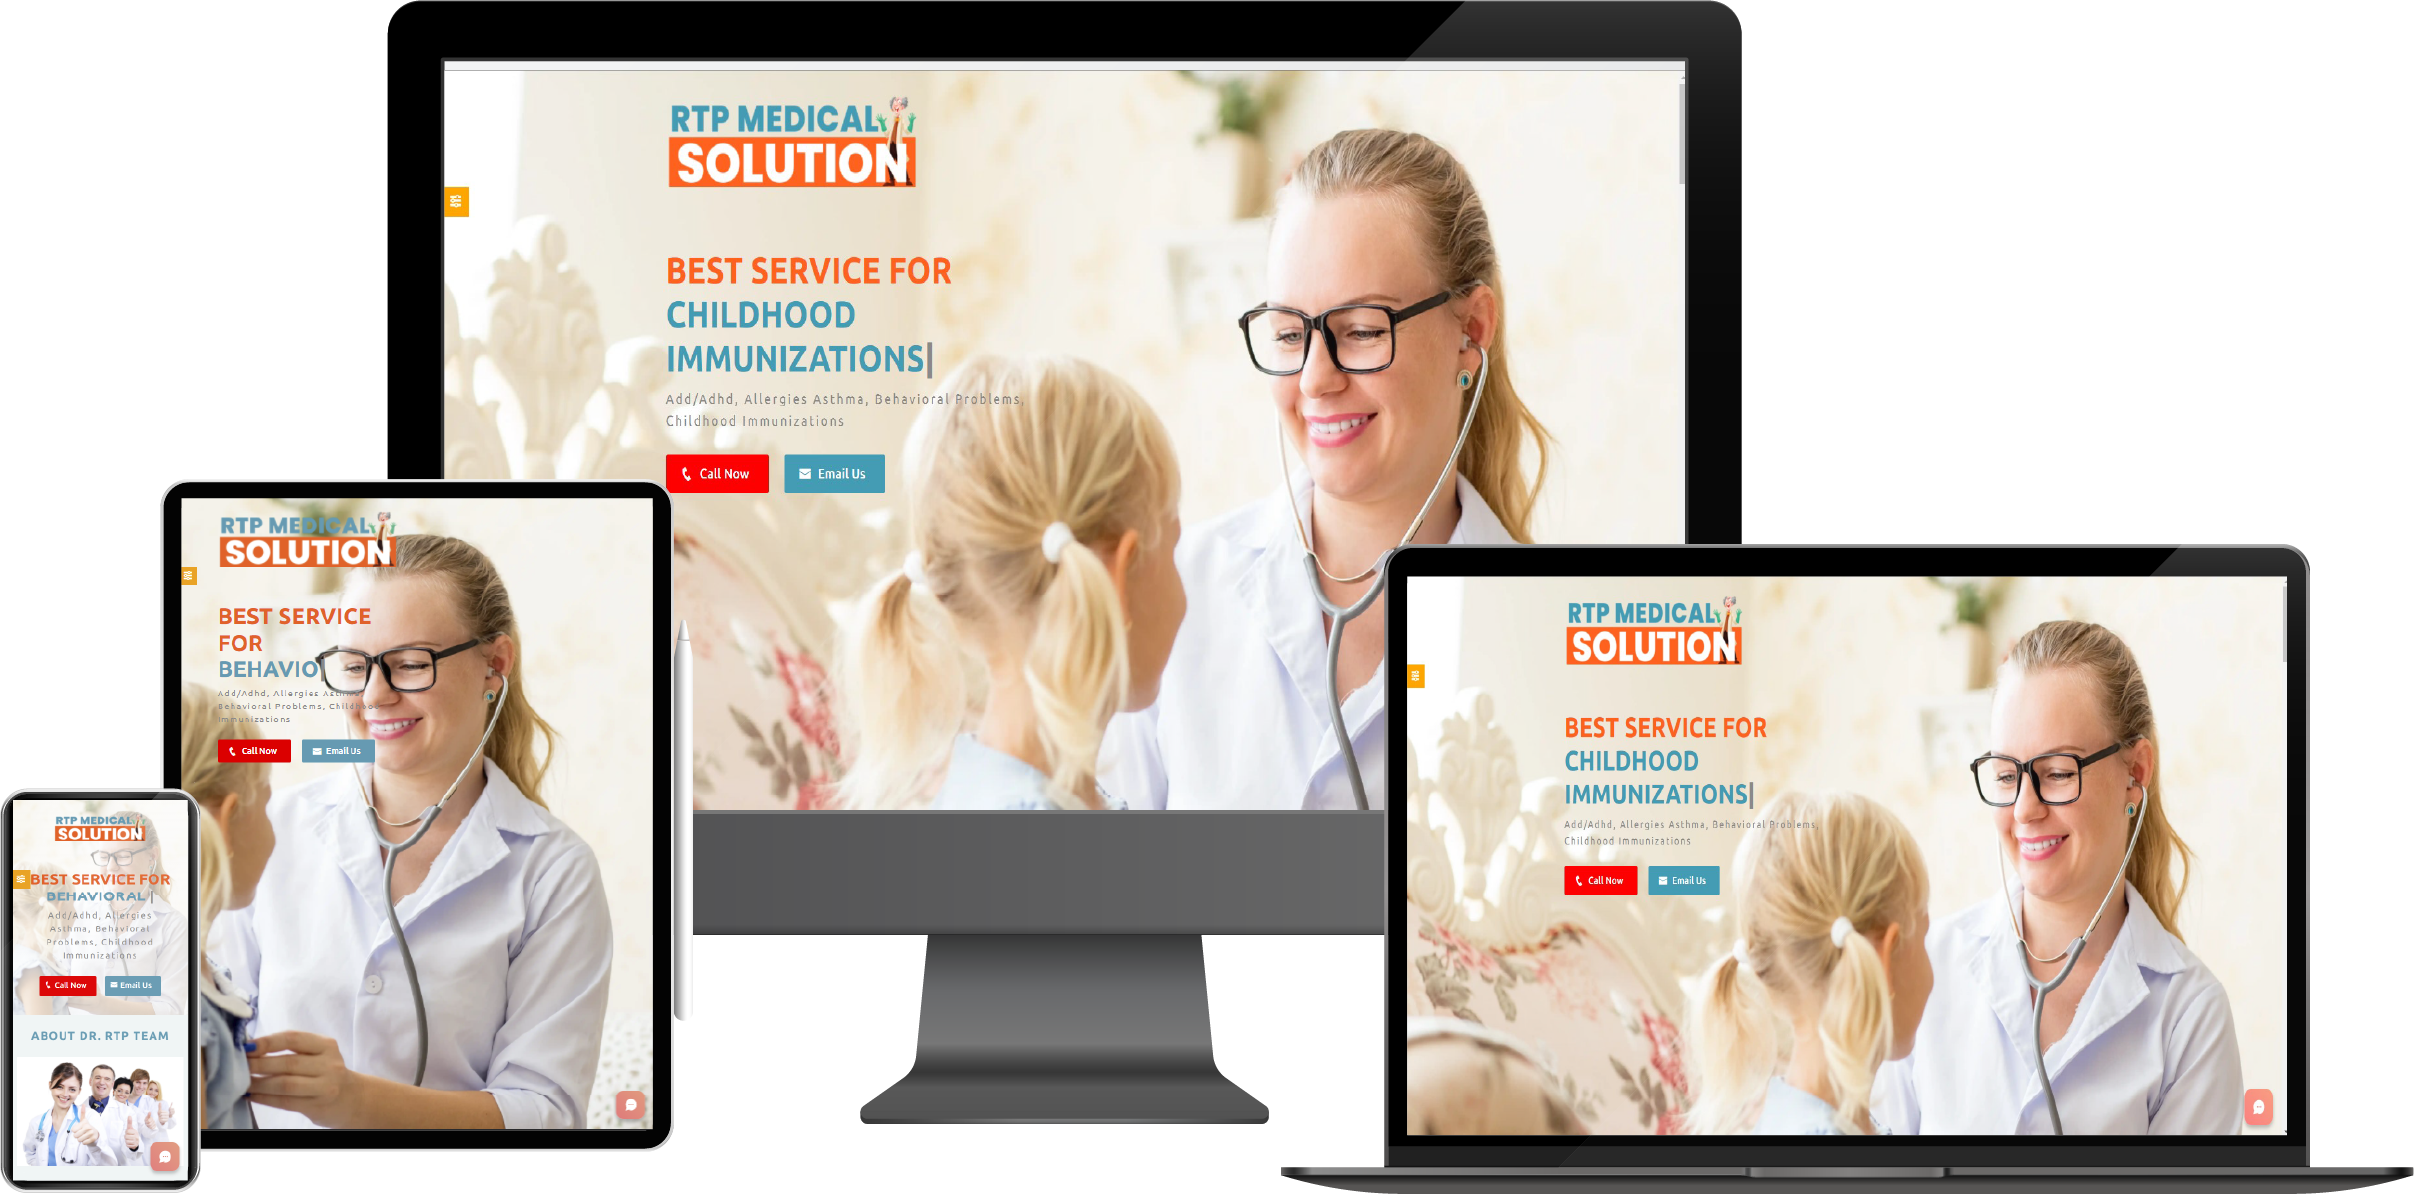 RTP MEDICAL
SOLUTION
BEST SERVICE FOR
CHILDHOOD
IMMUNIZATIONS
Add/Adhd, Allergies Asthma, Behavioral Problems,
Childhood Immunizations
Call Now
Email Us
RTP MEDICAL
SOLUTION
BEST SERVICE
FOR
BEHAVIO
Add/Adhd, Allergies Asthma,
Behavioral Problems, Childhood
Immunizations
Call Now
Email Us
RTP MEDICAL
SOLUTION
BEST SERVICE FOR
BEHAVIORAL
Add/Adhd, Allergies
Asthma, Behavioral
Problems, Childhood
Immunizations
Call Now
Email Us
ABOUT DR. RTP TEAM
RTP MEDICAL
SOLUTION
BEST SERVICE FOR
CHILDHOOD
IMMUNIZATIONS
Add/Adhd, Allergies Asthma, Behavioral Problems,
Childhood Immunizations
Call Now
Email Us